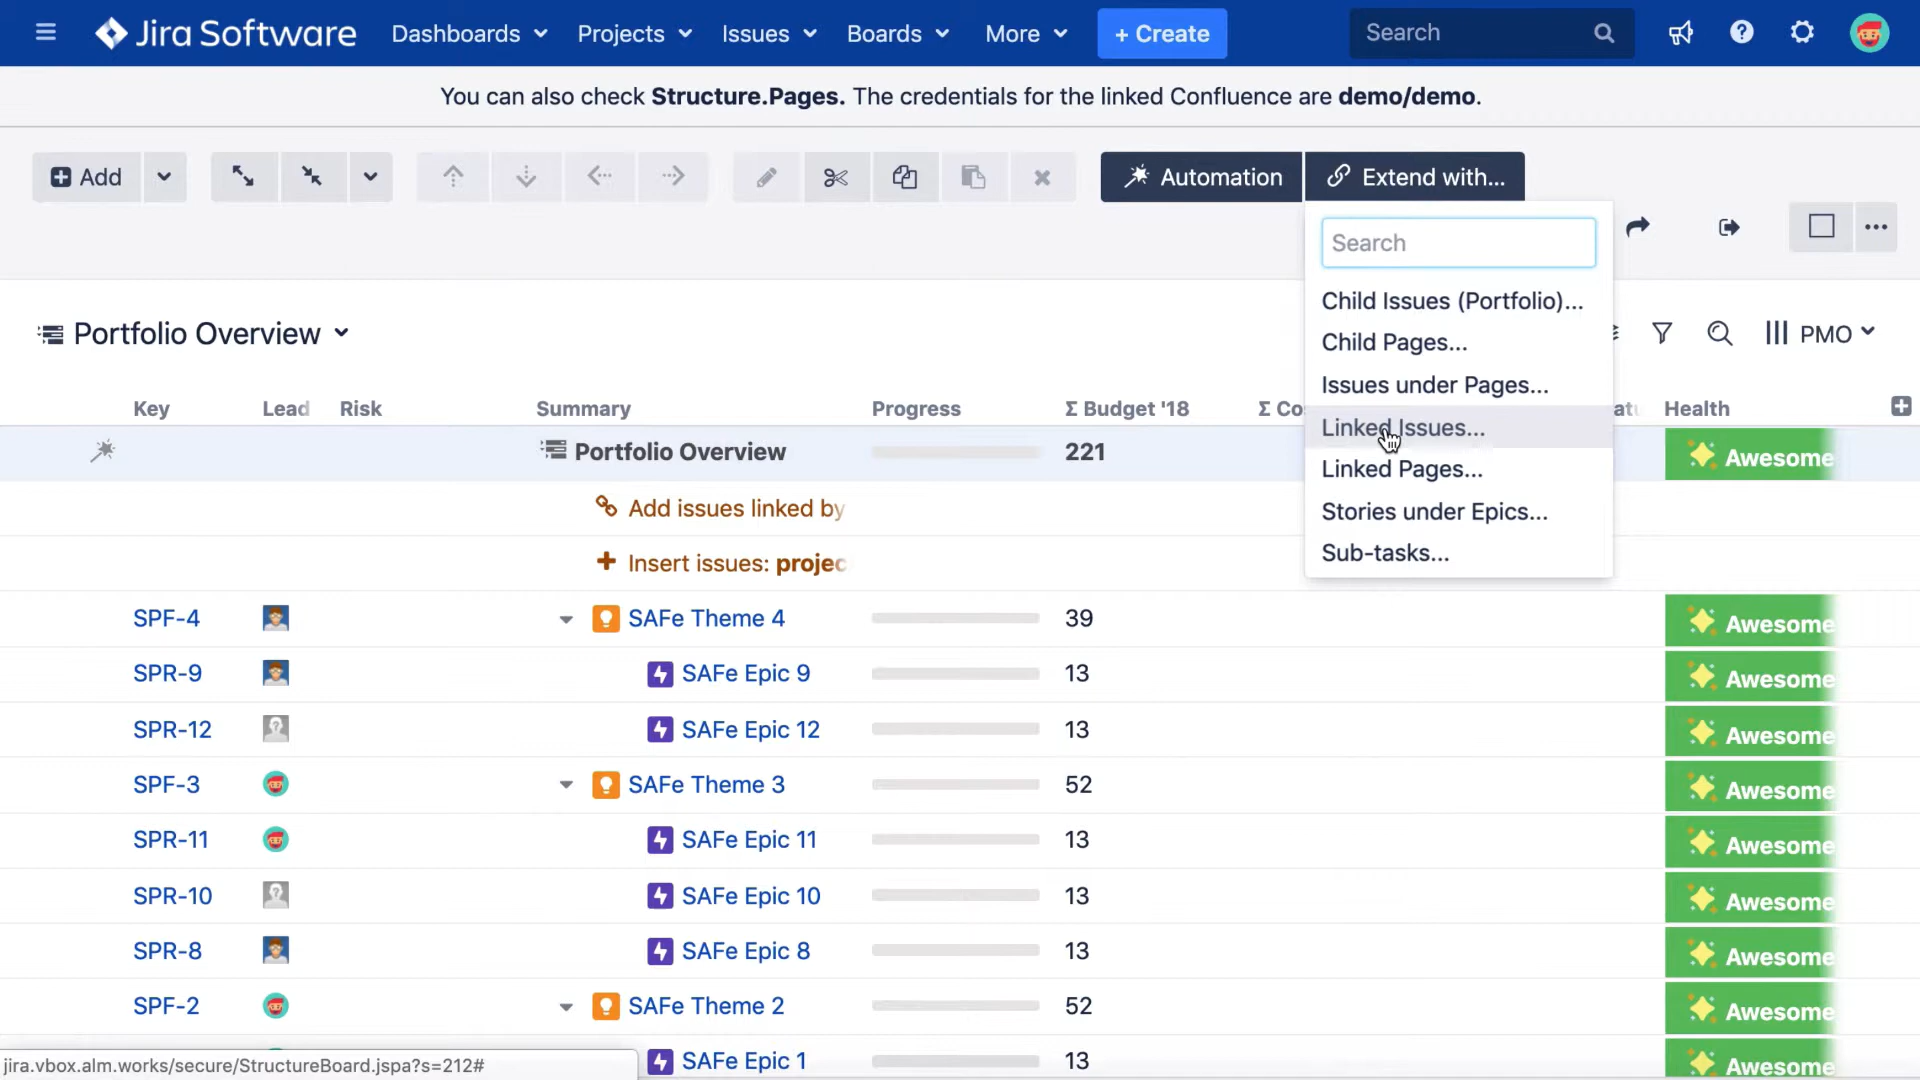 Jira Software Dashboards Projects Issues Boards More + Create Search
You can also check Structure.Pages. The credentials for the linked Confluence are demo/demo.
Add Automation Extend with...
Search
Child Issues (Portfolio)...
Child Pages...
Issues under Pages...
Linked Issues...
Linked Pages...
Stories under Epics...
Sub-tasks...
Portfolio Overview PMO
Key Lead Risk Summary Progress Σ Budget '18 Σ Co Health
Portfolio Overview 221 Awesome
Add issues linked by
Insert issues: projec
SPF-4 SAFe Theme 4 39 Awesome
SPR-9 SAFe Epic 9 13 Awesome
SPR-12 SAFe Epic 12 13 Awesome
SPF-3 SAFe Theme 3 52 Awesome
SPR-11 SAFe Epic 11 13 Awesome
SPR-10 SAFe Epic 10 13 Awesome
SPR-8 SAFe Epic 8 13 Awesome
SPF-2 SAFe Theme 2 52 Awesome
SAFe Epic 1 13 Awesome
jira.vbox.alm.works/secure/StructureBoard.jspa?s=212#